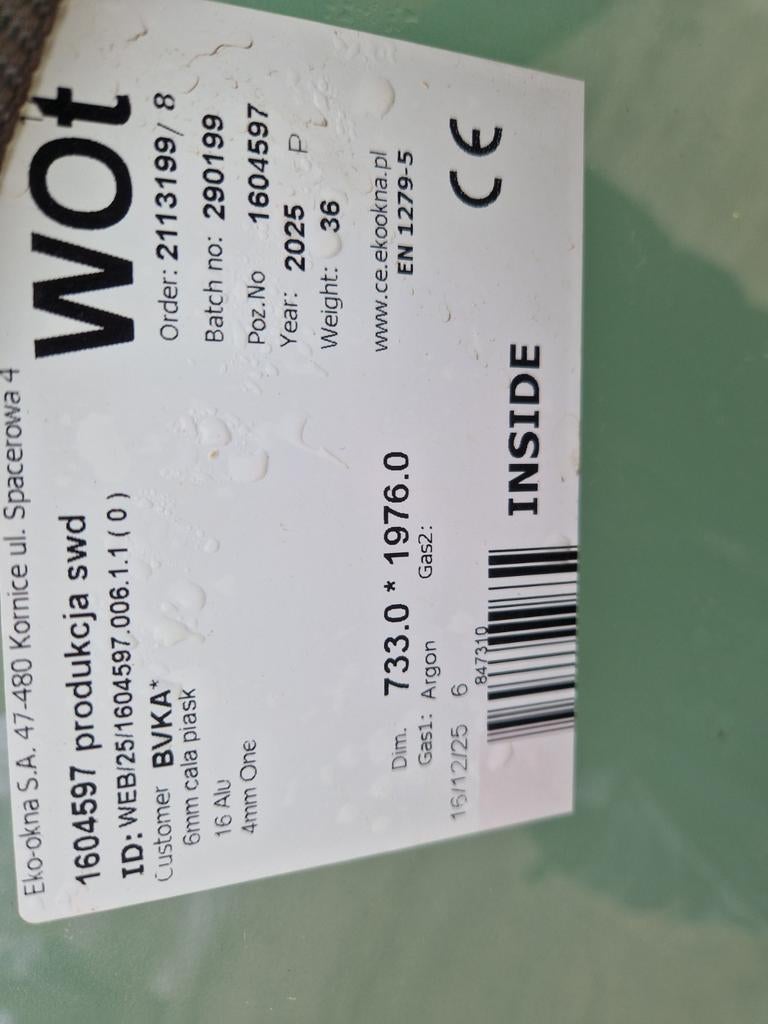 Eko-okna S.A. 47-480 Kornice ul. Spacerowa 4
1604597 produkcja swd
WOt
ID: WEB/25/1604597.006.1.1 ( 0 )
Customer BVKA*
6mm cala piask
16 Alu
4mm One
Order: 2113199/ 8
Batch no: 290199
Poz.No 1604597
Year: 2025 P
Weight: 36
Dim. 733.0 * 1976.0
Gas1: Argon Gas2:
www.ce.ekookna.pl
EN 1279-5
16/12/25 6
847310
INSIDE
CE